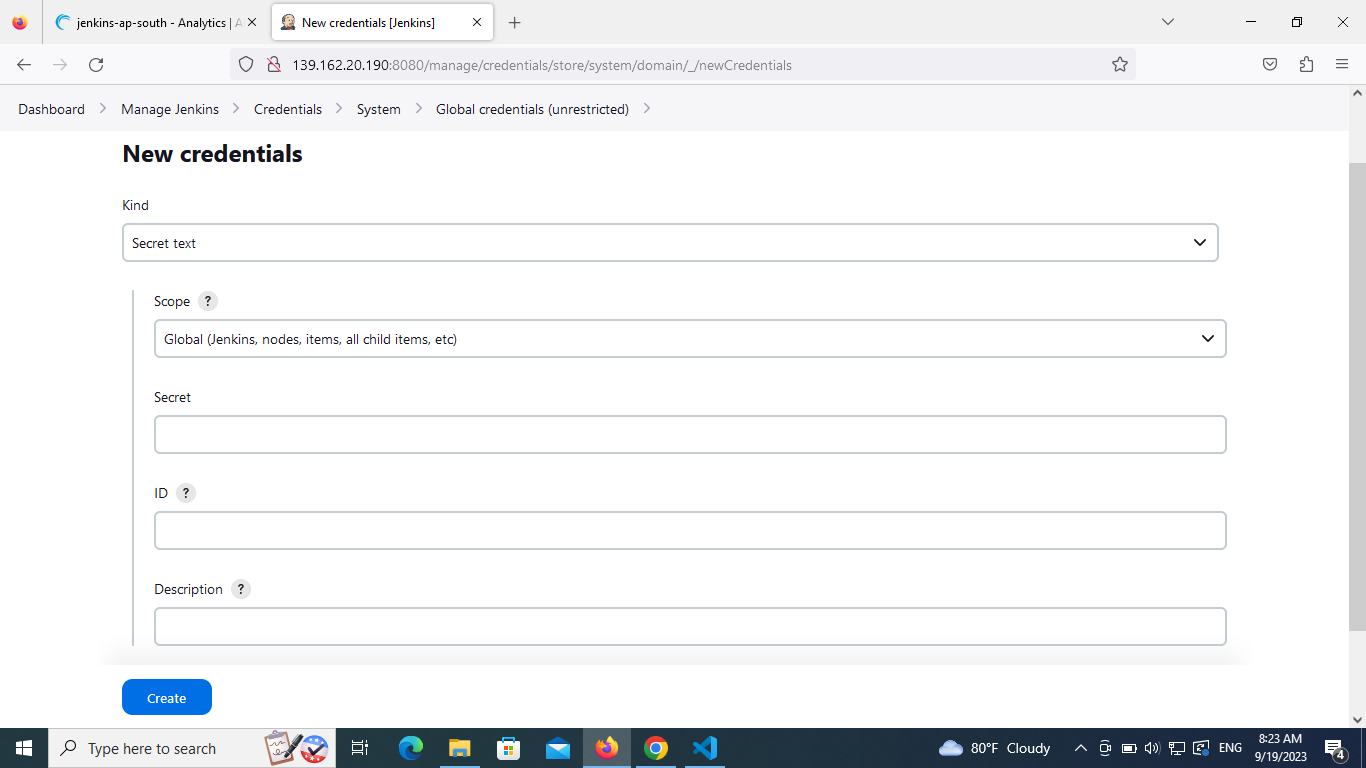 jenkins-ap-south - Analytics | A
New credentials [Jenkins]
139.162.20.190:8080/manage/credentials/store/system/domain/_/newCredentials
Dashboard > Manage Jenkins > Credentials > System > Global credentials (unrestricted) >
New credentials
Kind
Secret text
Scope ?
Global (Jenkins, nodes, items, all child items, etc)
Secret
ID ?
Description ?
Create
Type here to search
80°F Cloudy
ENG
8:23 AM
9/19/2023
4